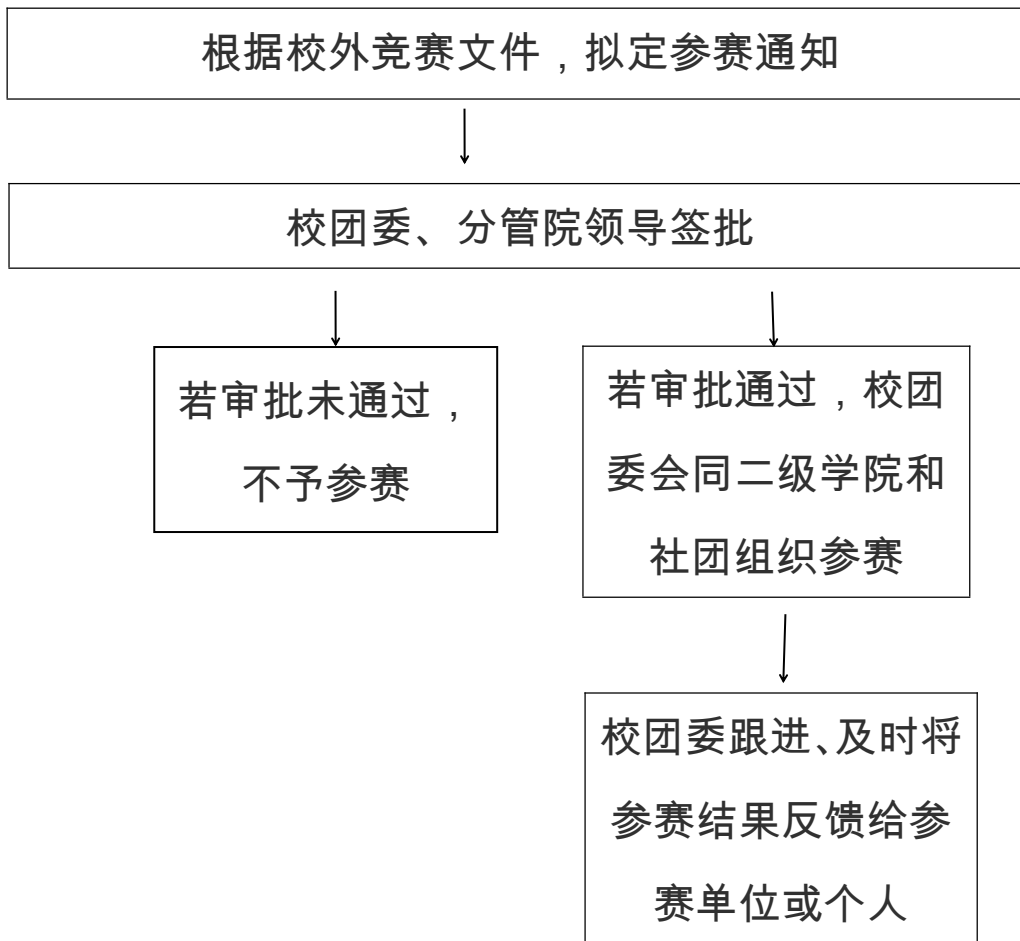 根据校外竞赛文件，拟定参赛通知
校团委、分管院领导签批
若审批未通过，
不予参赛
若审批通过，校团
委会同二级学院和
社团组织参赛
校团委跟进、及时将
参赛结果反馈给参
赛单位或个人